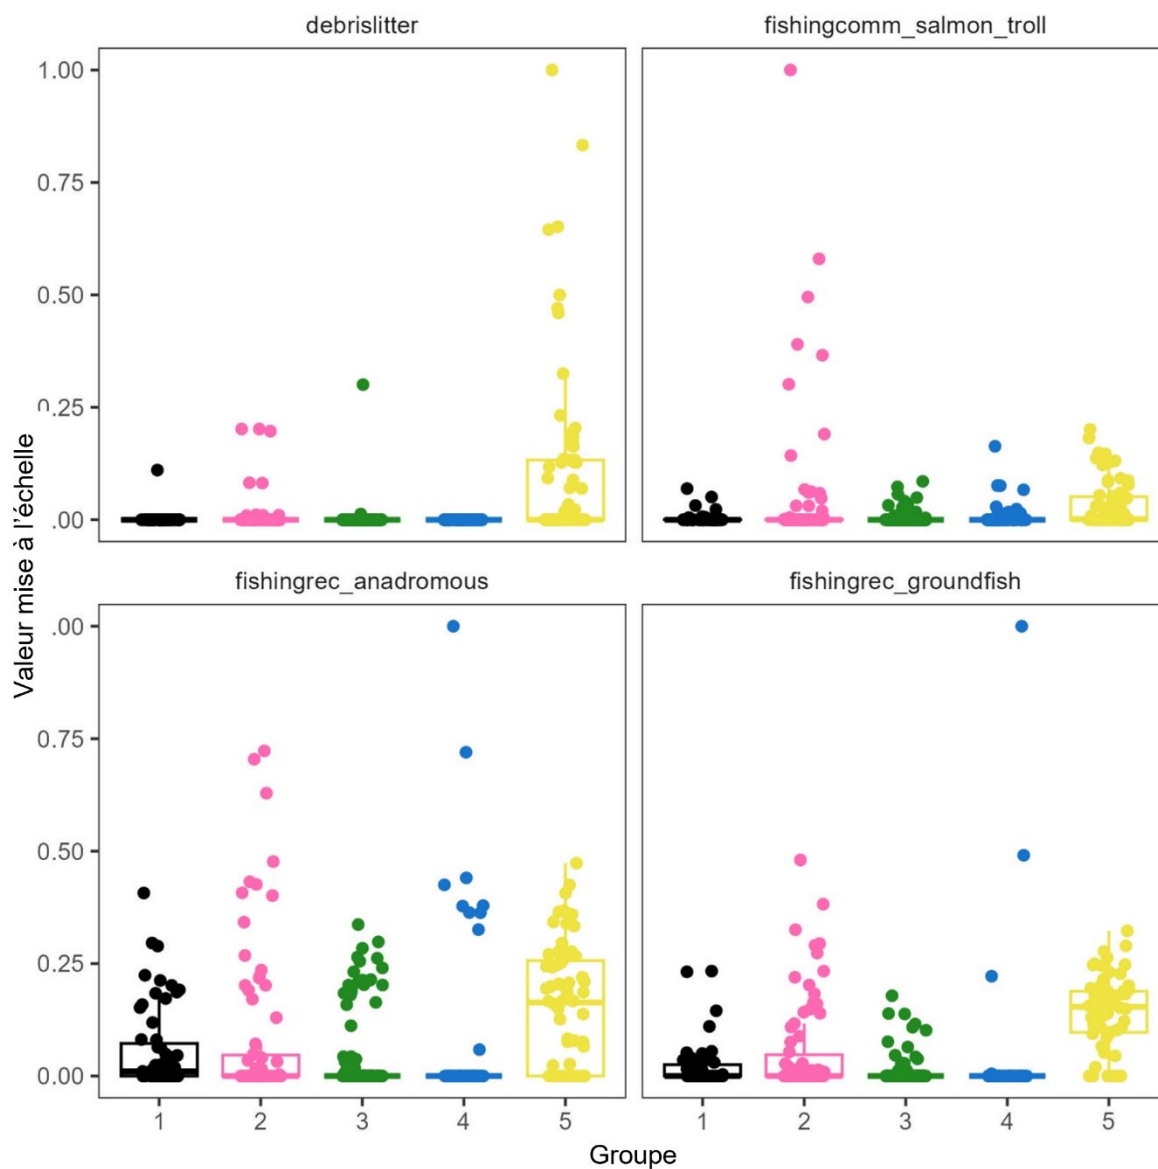 debrislitter fishingcomm_salmon_troll
1.00
0.75
0.50
0.25
.00
fishingrec_anadromous fishingrec_groundfish
.00
0.75
0.50
0.25
0.00
Valeur mise à l'échelle
1 2 3 4 5 1 2 3 4 5
Groupe